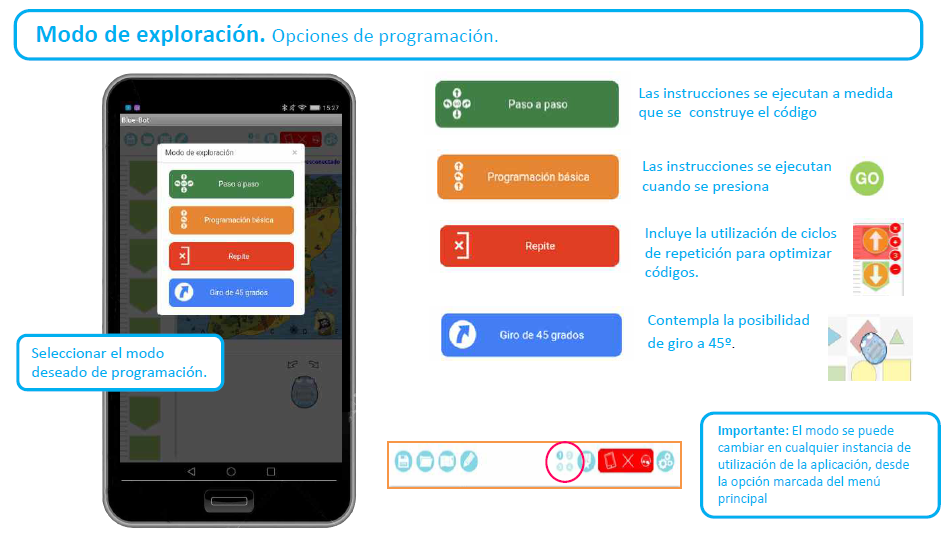 Modo de exploración. Opciones de programación.
15:27
Blue-Bot
Modo de exploración ×
Paso a paso
Programación básica
Repite
Giro de 45 grados
Seleccionar el modo
deseado de programación.
Paso a paso
Las instrucciones se ejecutan a medida
que se construye el código
Programación básica
Las instrucciones se ejecutan
cuando se presiona
GO
Repite
Incluye la utilización de ciclos
de repetición para optimizar
códigos.
Giro de 45 grados
Contempla la posibilidad
de giro a 45º.
Importante: El modo se puede
cambiar en cualquier instancia de
utilización de la aplicación, desde
la opción marcada del menú
principal